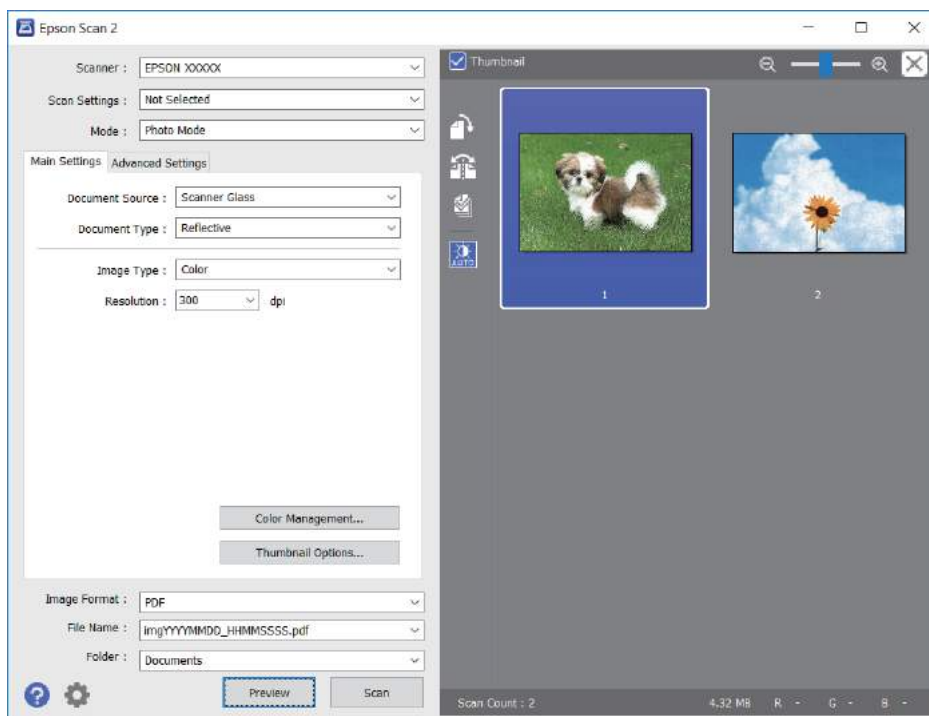 Epson Scan 2
Scanner : EPSON XXXXX
Scan Settings : Not Selected
Mode : Photo Mode
Main Settings Advanced Settings
Document Source : Scanner Glass
Document Type : Reflective
Image Type : Color
Resolution : 300 dpi
Color Management...
Thumbnail Options...
Image Format : PDF
File Name : imgYYYYMMDD_HHMMSSSS.pdf
Folder : Documents
? Preview Scan
Thumbnail
AUTO
1 2
Scan Count : 2 4.32 MB R - G - B -